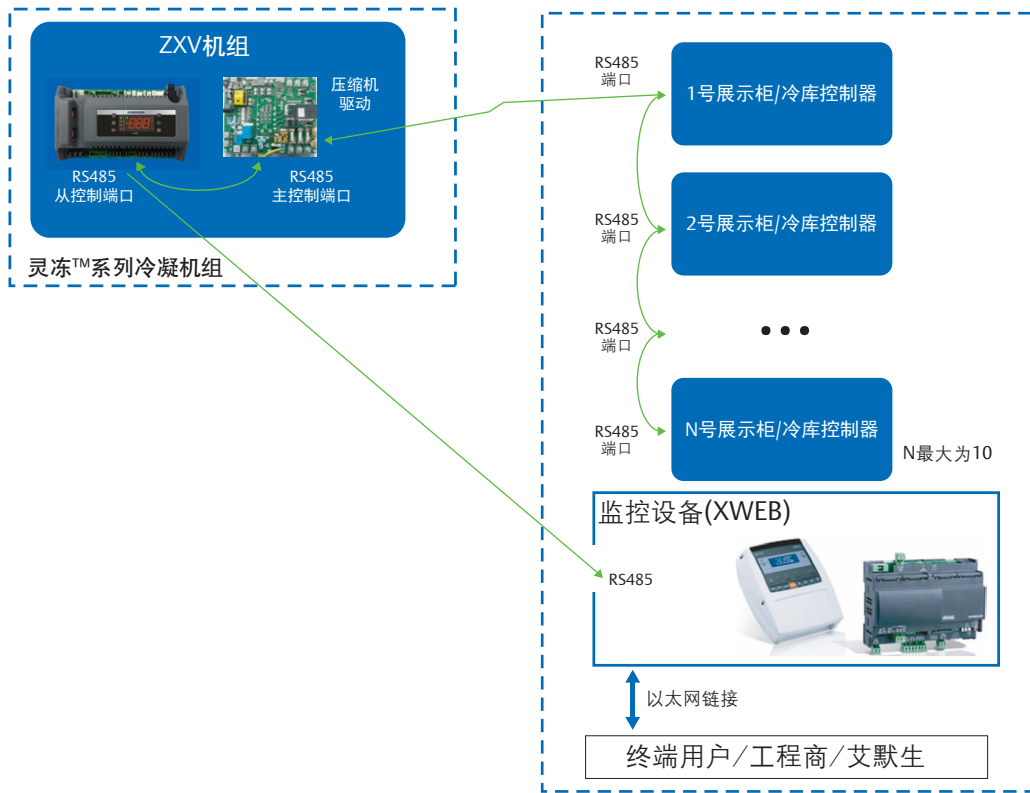 ZXV机组
压缩机
驱动
RS485
从控制端口
RS485
主控制端口
灵冻™系列冷凝机组
RS485
端口
1号展示柜/冷库控制器
RS485
端口
2号展示柜/冷库控制器
RS485
端口
•••
RS485
端口
N号展示柜/冷库控制器
N最大为10
监控设备(XWEB)
RS485
以太网链接
终端用户/工程商/艾默生